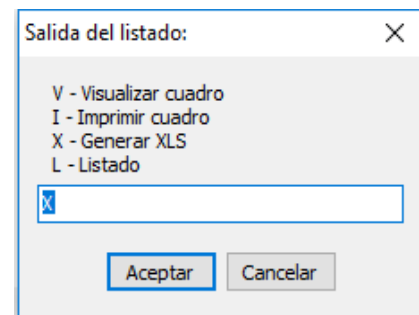 Salida del listado:
V - Visualizar cuadro
I - Imprimir cuadro
X - Generar XLS
L - Listado
X
Aceptar Cancelar